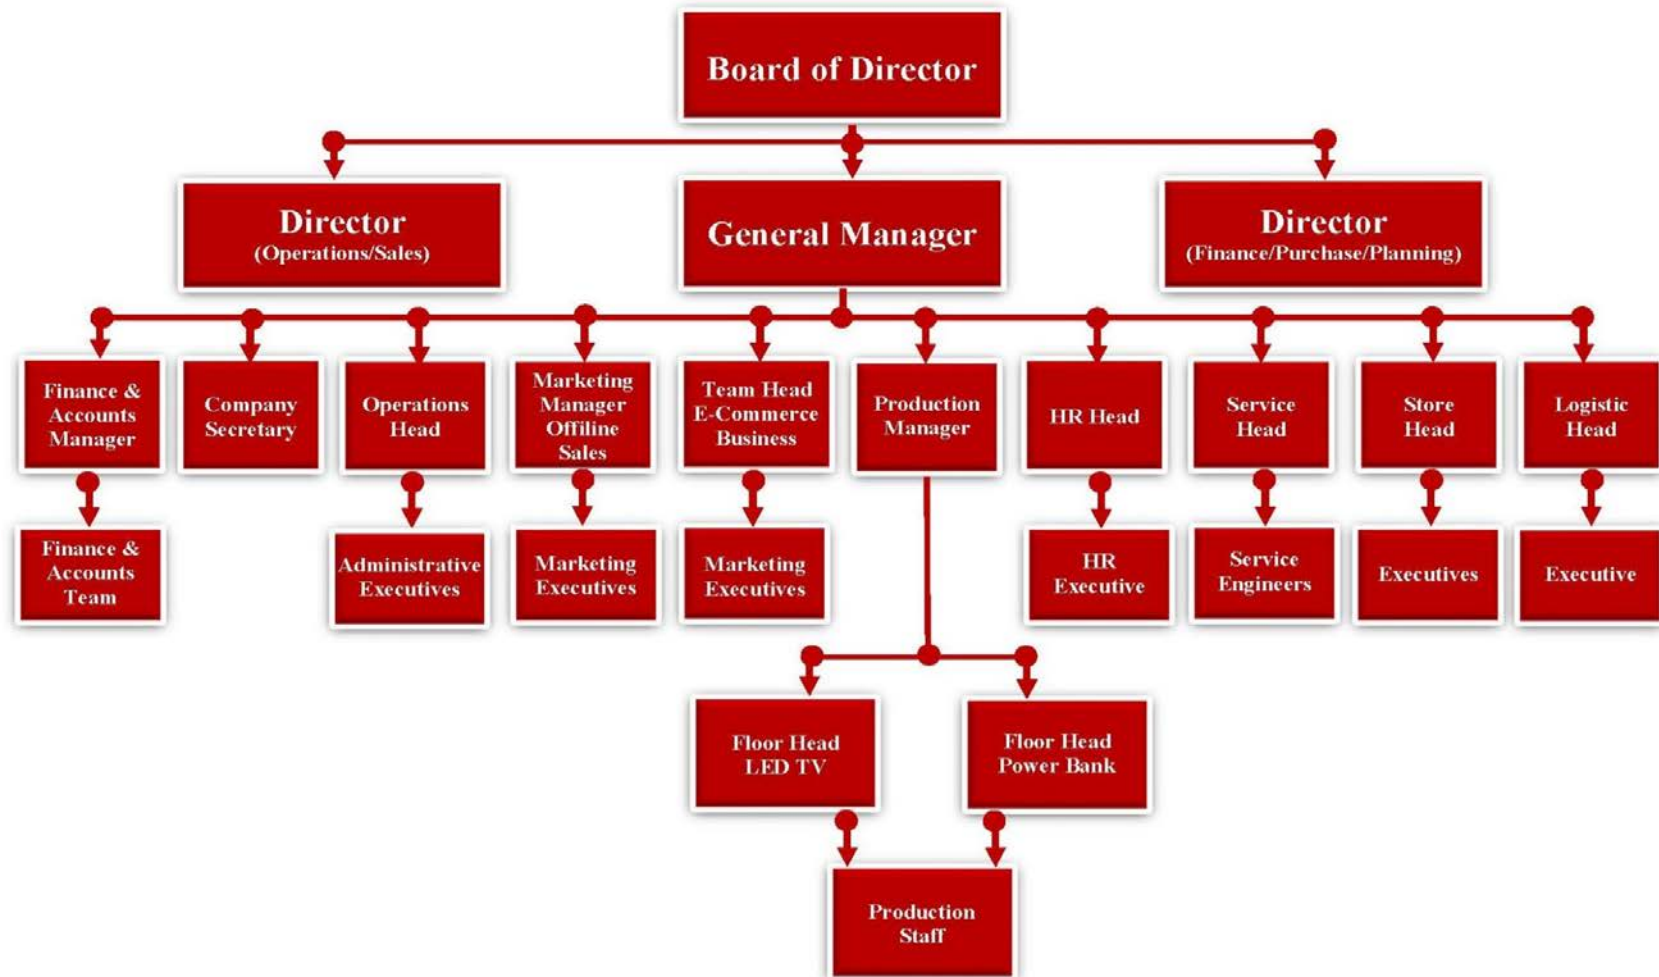 Board of Director
Director
(Operations/Sales)
General Manager
Director
(Finance/Purchase/Planning)
Finance &
Accounts
Manager
Company
Secretary
Operations
Head
Marketing
Manager
Offiline
Sales
Team Head
E-Commerce
Business
Production
Manager
HR Head
Service
Head
Store
Head
Logistic
Head
Finance &
Accounts
Team
Administrative
Executives
Marketing
Executives
Marketing
Executives
HR
Executive
Service
Engineers
Executives
Executive
Floor Head
LED TV
Floor Head
Power Bank
Production
Staff